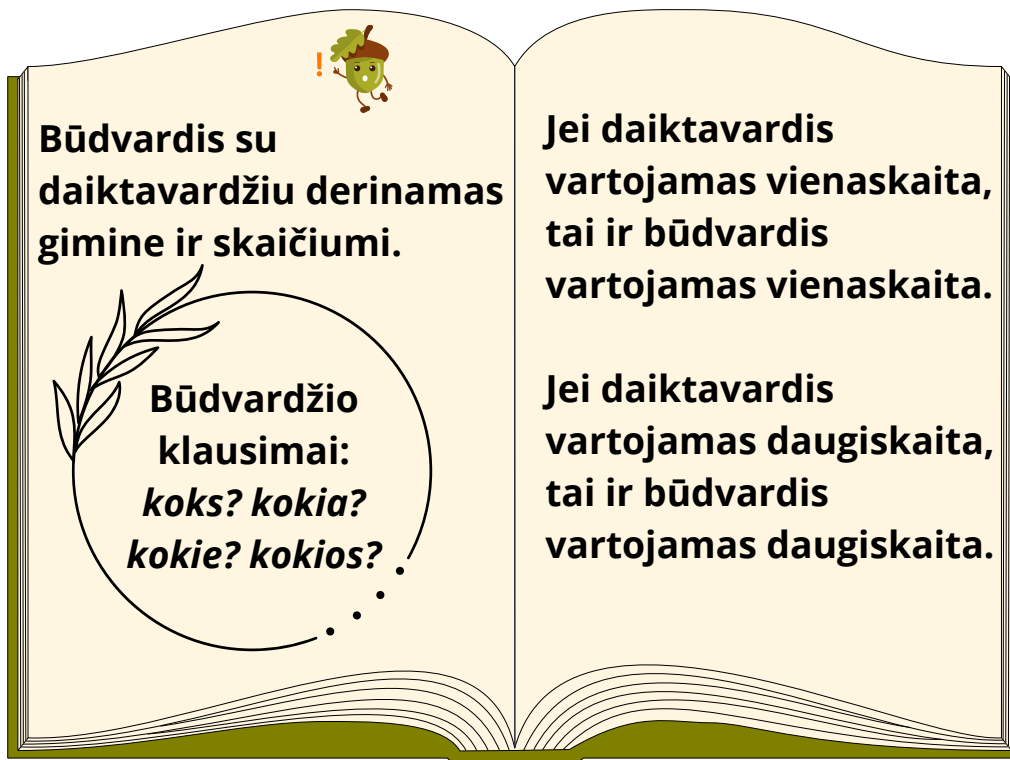 !
Būdvardis su
daiktavardžiu derinamas
gimine ir skaičiumi.
Būdvardžio
klausimai:
koks? kokia?
kokie? kokios?
Jei daiktavardis
vartojamas vienaskaita,
tai ir būdvardis
vartojamas vienaskaita.
Jei daiktavardis
vartojamas daugiskaita,
tai ir būdvardis
vartojamas daugiskaita.